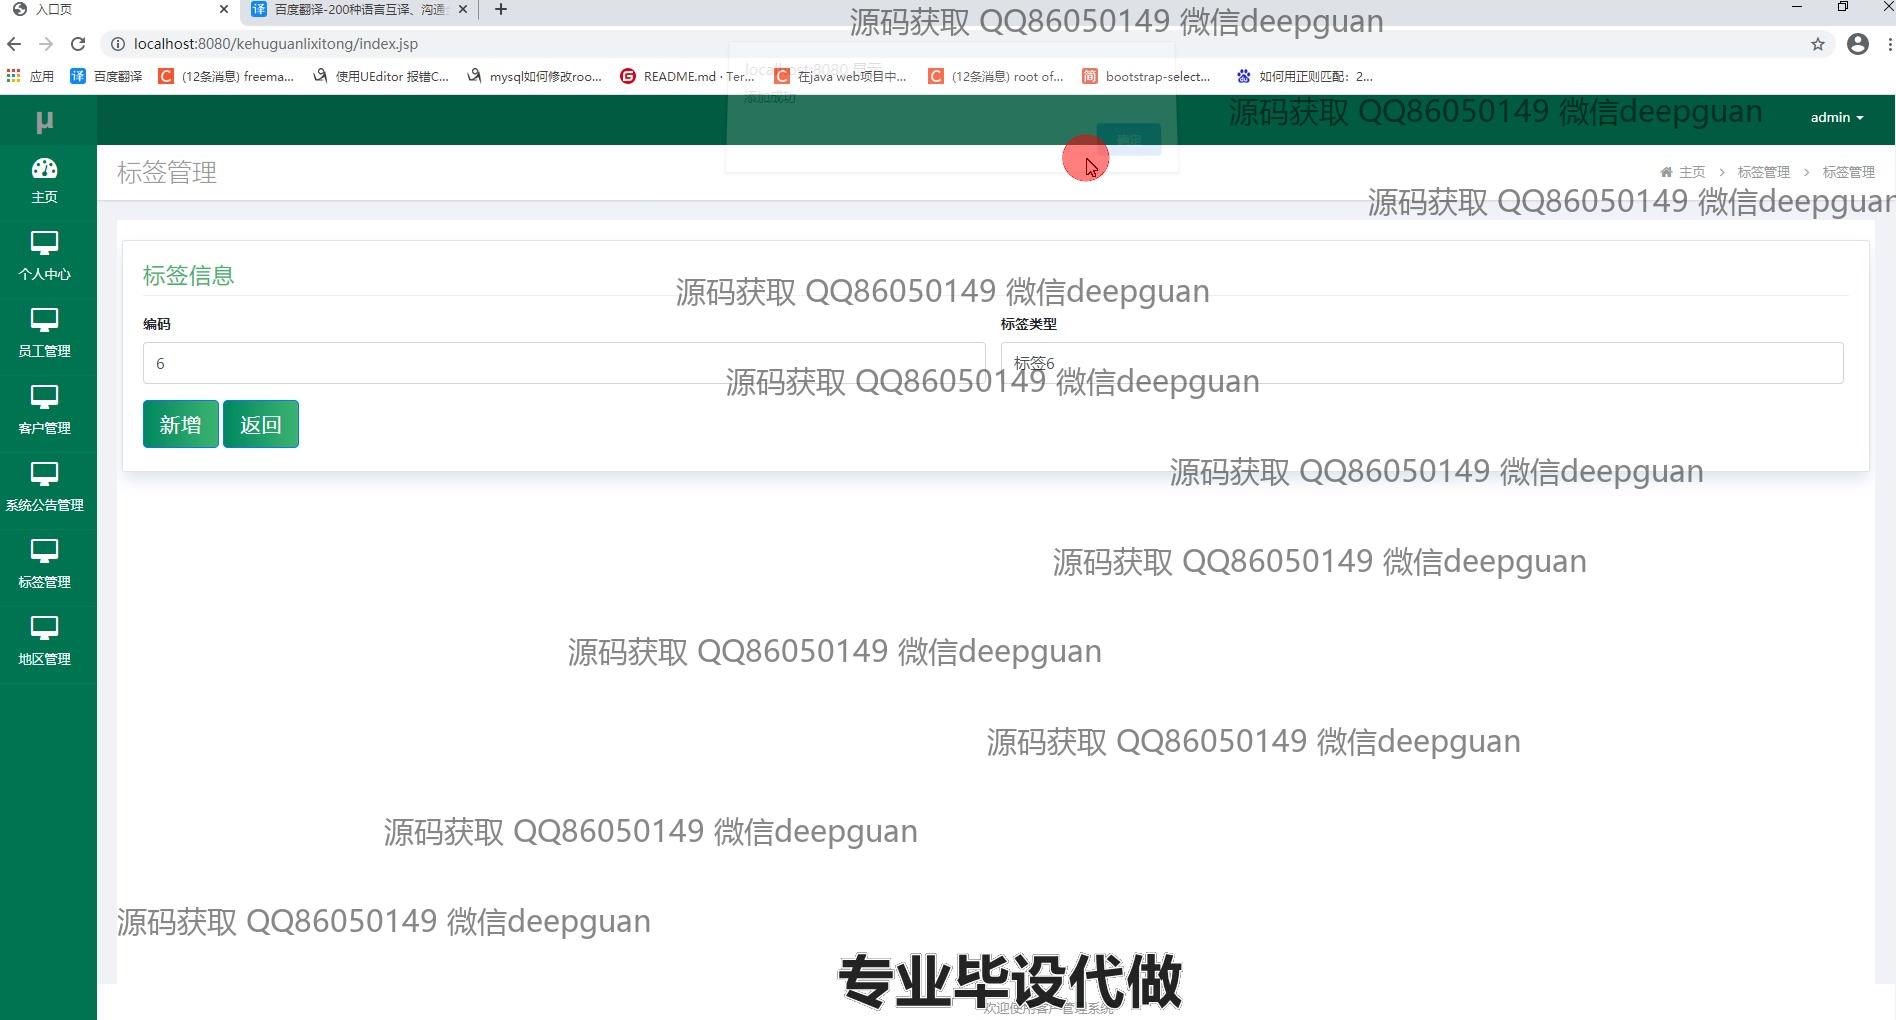 入口页
百度翻译-200种语言互译、沟通全
源码获取 QQ86050149 微信deepguan
localhost:8080/kehuguanlixitong/index.jsp
应用
百度翻译
(12条消息) freema...
使用UEditor 报错C...
mysql如何修改roo...
README.md · Ter...
在java web项目中...
(12条消息) root of...
bootstrap-select...
如何用正则匹配：2...
localhost:8080 显示
添加成功
确定
μ
源码获取 QQ86050149 微信deepguan
admin
标签管理
主页 > 标签管理 > 标签管理
源码获取 QQ86050149 微信deepguan
主页
个人中心
员工管理
客户管理
系统公告管理
标签管理
地区管理
标签信息
源码获取 QQ86050149 微信deepguan
编码
标签类型
6
标签6
源码获取 QQ86050149 微信deepguan
新增
返回
源码获取 QQ86050149 微信deepguan
源码获取 QQ86050149 微信deepguan
源码获取 QQ86050149 微信deepguan
源码获取 QQ86050149 微信deepguan
源码获取 QQ86050149 微信deepguan
源码获取 QQ86050149 微信deepguan
专业毕设代做
欢迎使用客户管理系统